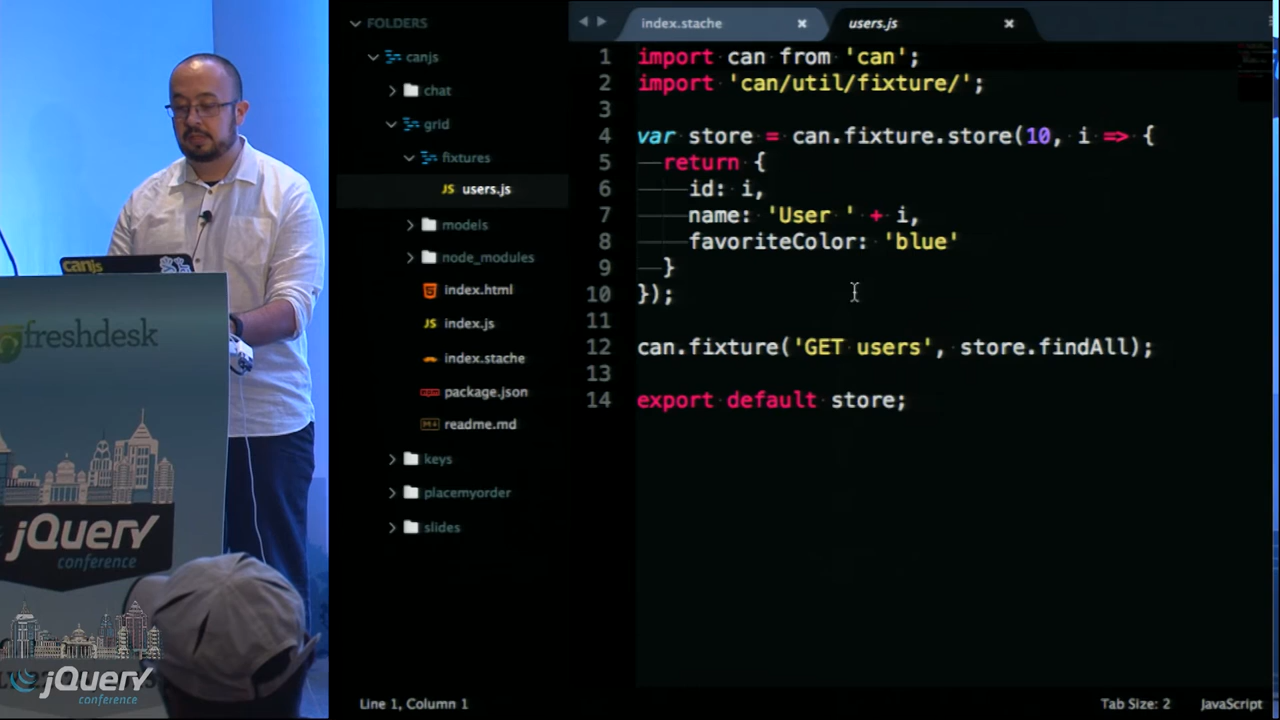 canjs
freshdesk
jQuery
conference
jQuery
conference
FOLDERS
canjs
chat
grid
fixtures
JS users.js
models
node_modules
index.html
JS index.js
index.stache
package.json
readme.md
keys
placemyorder
slides
index.stache
users.js
1 import can from 'can';
2 import 'can/util/fixture/';
3
4 var store = can.fixture.store(10, i => {
5 return {
6 id: i,
7 name: 'User ' + i,
8 favoriteColor: 'blue'
9 }
10 });
11
12 can.fixture('GET users', store.findAll);
13
14 export default store;
Line 1, Column 1
Tab Size: 2
JavaScript